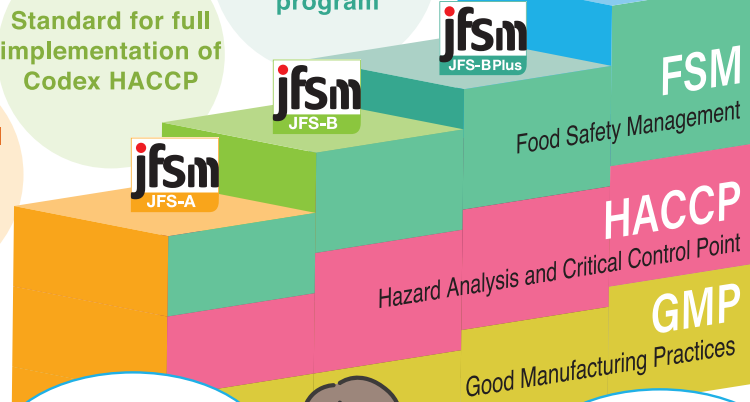 program
Standard for full
implementation of
Codex HACCP
jfsm
JFS-BPlus
jfsm
JFS-B
jfsm
JFS-A
FSM
Food Safety Management
HACCP
Hazard Analysis and Critical Control Point
GMP
Good Manufacturing Practices